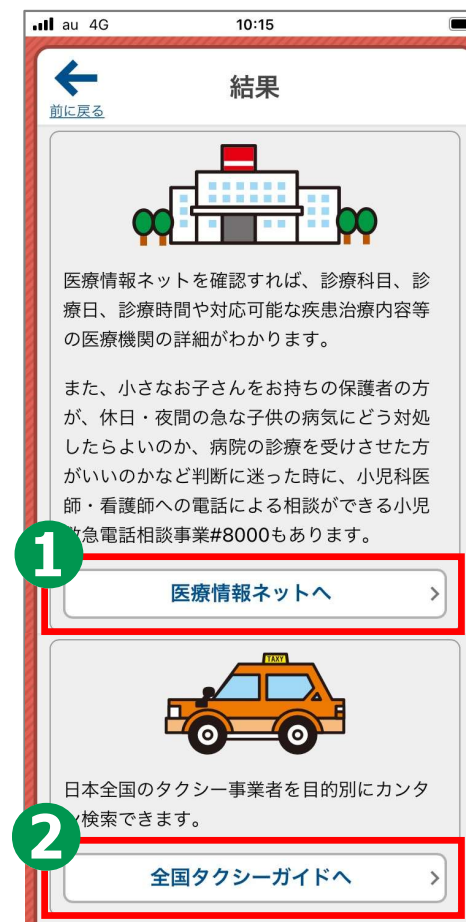 au 4G 10:15
結果
前に戻る
医療情報ネットを確認すれば、診療科目、診
療日、診療時間や対応可能な疾患治療内容等
の医療機関の詳細がわかります。
また、小さなお子さんをお持ちの保護者の方
が、休日・夜間の急な子供の病気にどう対処
したらよいのか、病院の診療を受けさせた方
がいいのかなど判断に迷った時に、小児科医
師・看護師への電話による相談ができる小児
急電話相談事業#8000もあります。
1
医療情報ネットへ
TAXY
日本全国のタクシー事業者を目的別にカンタ
検索できます。
2
全国タクシーガイドへ